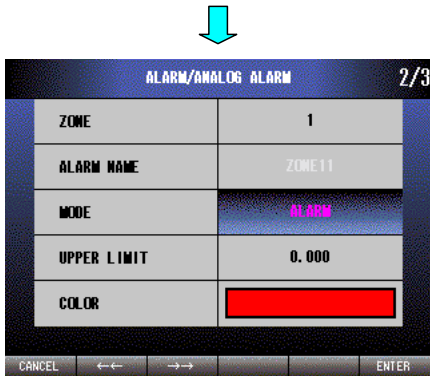 ALARM/ANALOG ALARM 2/3
ZONE 1
ALARM NAME ZONE11
MODE ALARM
UPPER LIMIT 0.000
COLOR
CANCEL ←← →→ ENTER